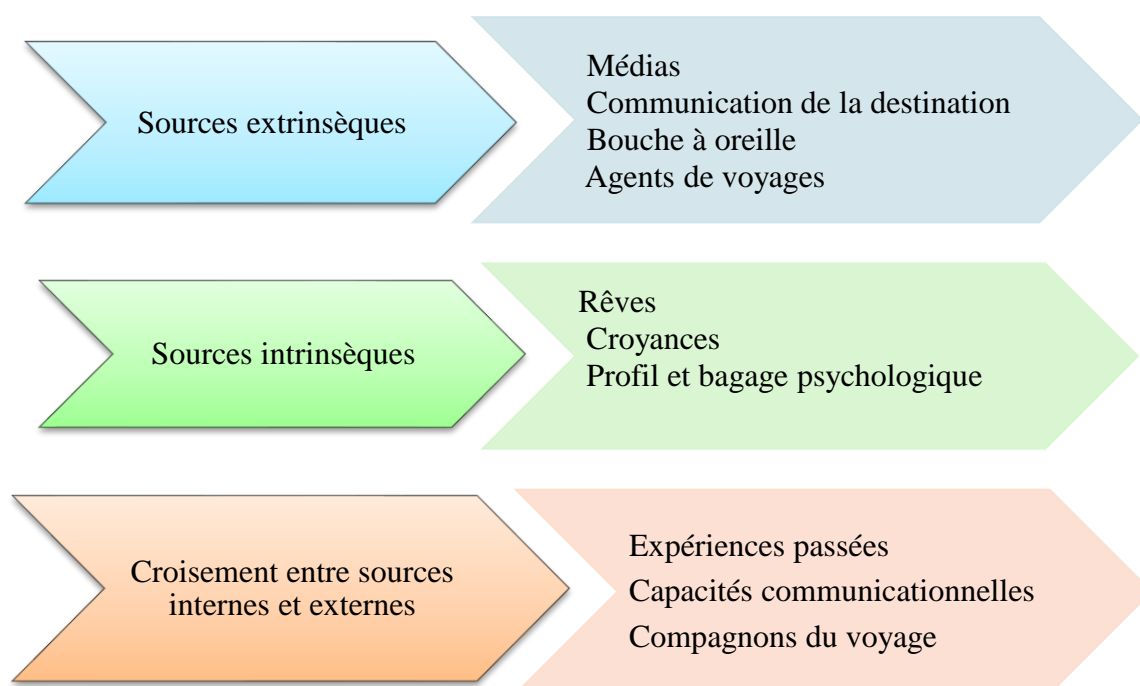 Sources extrinsèques
Médias
Communication de la destination
Bouche à oreille
Agents de voyages
Sources intrinsèques
Rêves
Croyances
Profil et bagage psychologique
Croisement entre sources
internes et externes
Expériences passées
Capacités communicationnelles
Compagnons du voyage